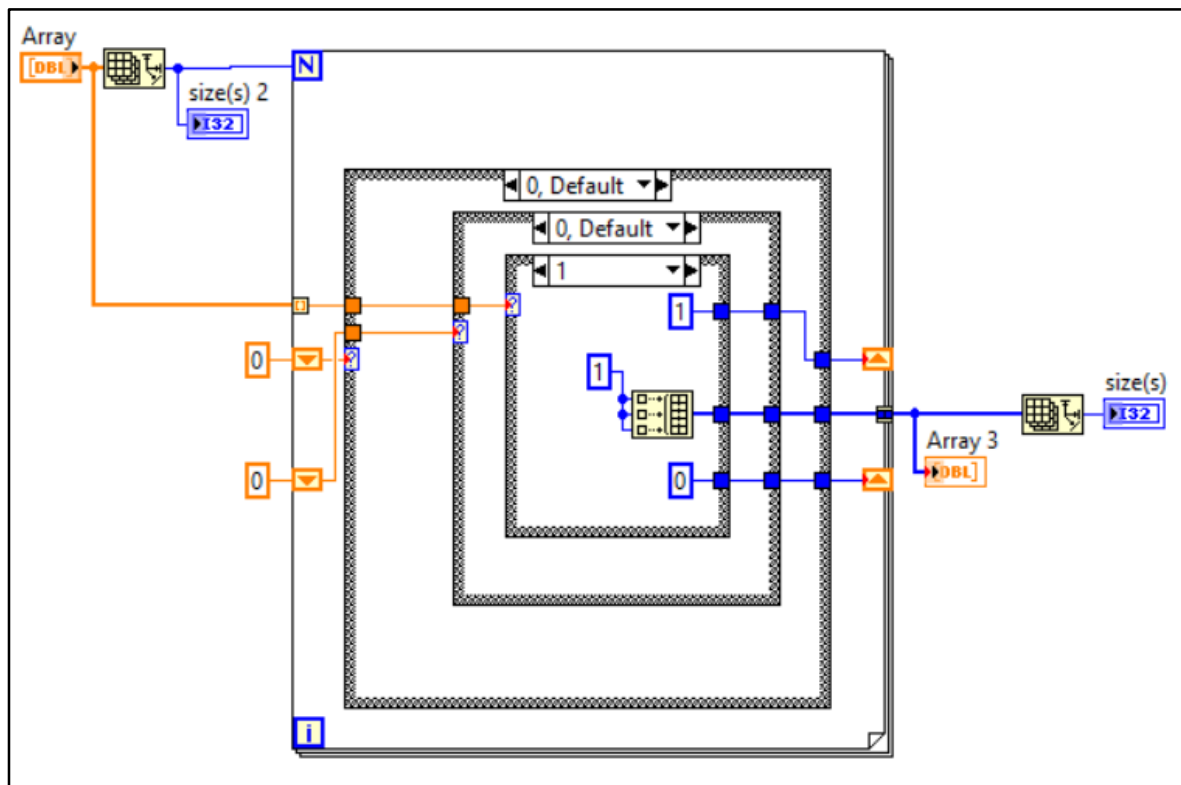 Array
[DBL]
N
size(s) 2
I32
0, Default
0, Default
1
?
1
0
?
?
1
size(s)
I32
Array 3
DBL]
0
0
i